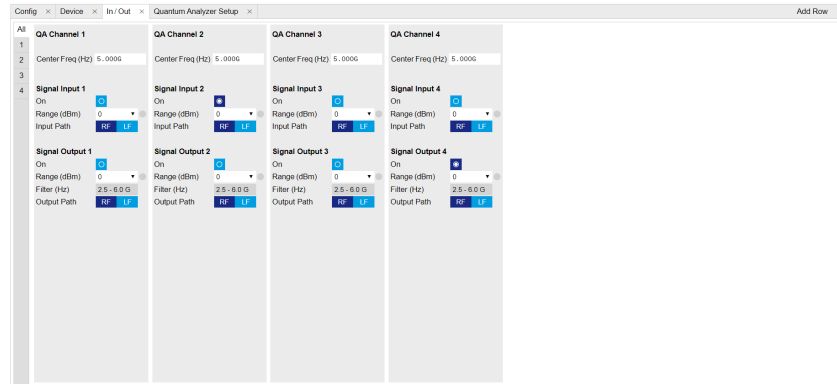 Config × Device × In / Out × Quantum Analyzer Setup × Add Row
All
1
2
3
4
QA Channel 1
Center Freq (Hz) 5.000G
Signal Input 1
On
Range (dBm) 0
Input Path RF LF
Signal Output 1
On
Range (dBm) 0
Filter (Hz) 2.5 - 6.0 G
Output Path RF LF
QA Channel 2
Center Freq (Hz) 5.000G
Signal Input 2
On
Range (dBm) 0
Input Path RF LF
Signal Output 2
On
Range (dBm) 0
Filter (Hz) 2.5 - 6.0 G
Output Path RF LF
QA Channel 3
Center Freq (Hz) 5.000G
Signal Input 3
On
Range (dBm) 0
Input Path RF LF
Signal Output 3
On
Range (dBm) 0
Filter (Hz) 2.5 - 6.0 G
Output Path RF LF
QA Channel 4
Center Freq (Hz) 5.000G
Signal Input 4
On
Range (dBm) 0
Input Path RF LF
Signal Output 4
On
Range (dBm) 0
Filter (Hz) 2.5 - 6.0 G
Output Path RF LF